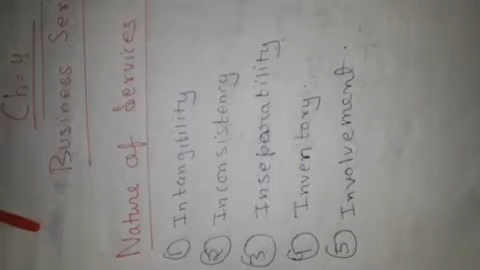 Ch = 4
Business Ser
Nature of Services
① Intangibility
② Inconsistency
③ Inseparability
④ Inventory.
⑤ Involvement.